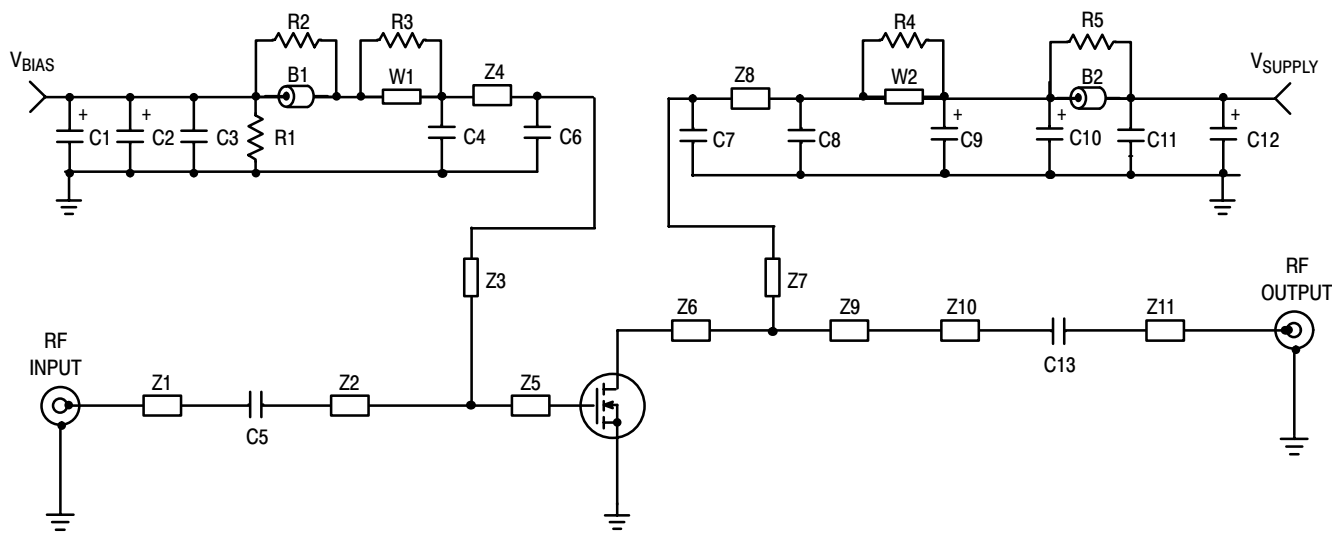 R2 R3 R4 R5
VBIAS B1 W1 Z4 Z8 W2 B2 VSUPPLY
+ + + + +
C1 C2 C3 R1 C4 C6 C7 C8 C9 C10 C11 C12
Z3 Z7
RF
OUTPUT
Z6 Z9 Z10 Z11
C13
RF
INPUT
Z1 Z2 Z5
C5